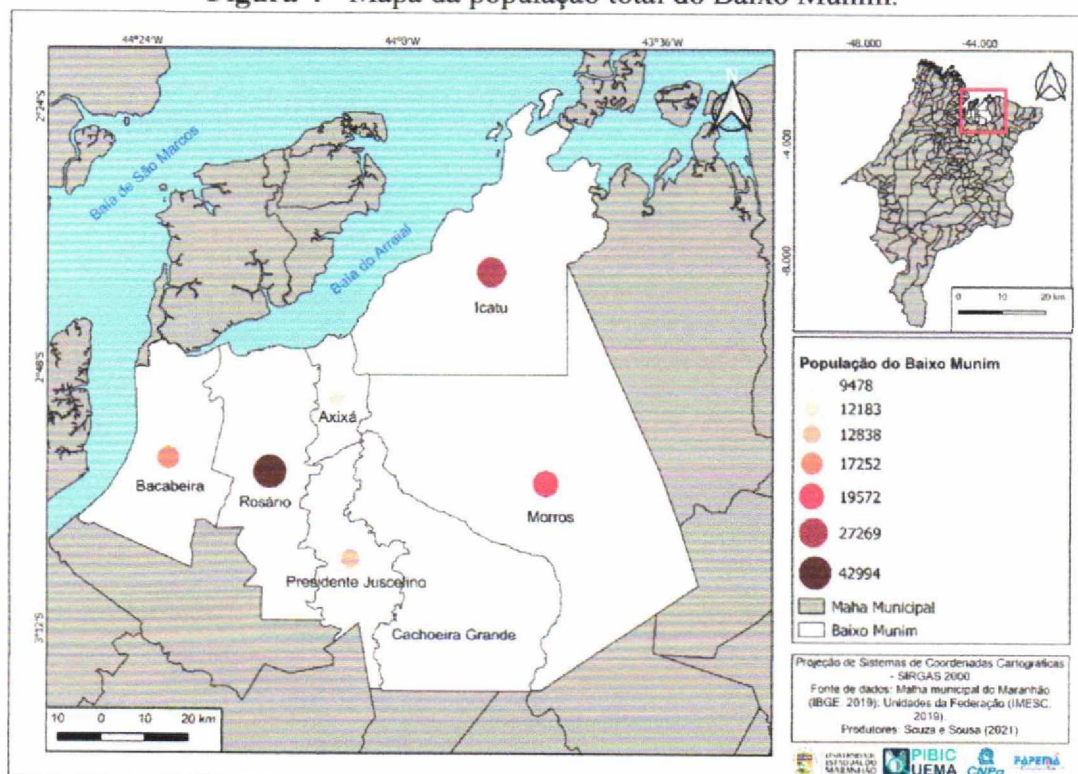 Figura 4 - Mapa da população total do Baixo Munim.
44°24'W 44°0'W 43°36'W
2°24'S
2°48'S
3°12'S
Baía de São Marcos
Baía do Arraial
N
Icatu
Axixá
Bacabeira
Rosário
Morros
Presidente Juscelino
Cachoeira Grande
10 0 10 20 km
-48.000 -44.000
-4.000
-8.000
0 10 20 km
População do Baixo Munim
9478
12183
12838
17252
19572
27269
42994
Maha Municipal
Baixo Munim
Projeção de Sistemas de Coordenadas Cartográficas
- SIRGAS 2000
Fonte de dados: Malha municipal do Maranhão
(IBGE. 2019); Unidades da Federação (IMESC.
2019)
Produtores: Souza e Sousa (2021)
UNIVERSIDADE
ESTADUAL DO
MARANHÃO
PIBIC
UEMA
CNPq
FAPEMA